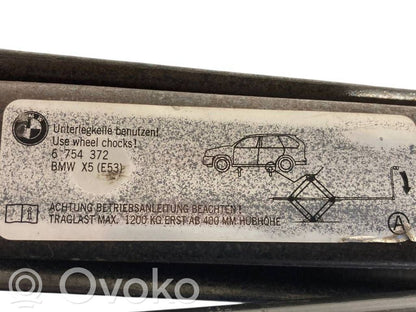 BMW
Unterlegkeile benutzen!
Use wheel chocks!
6 754 372
BMW X5 (E53)
ACHTUNG BETRIEBSANLEITUNG BEACHTEN!
TRAGLAST MAX. 1200 KG ERST AB 400 MM HUBHÖHE
A
© Ovoko